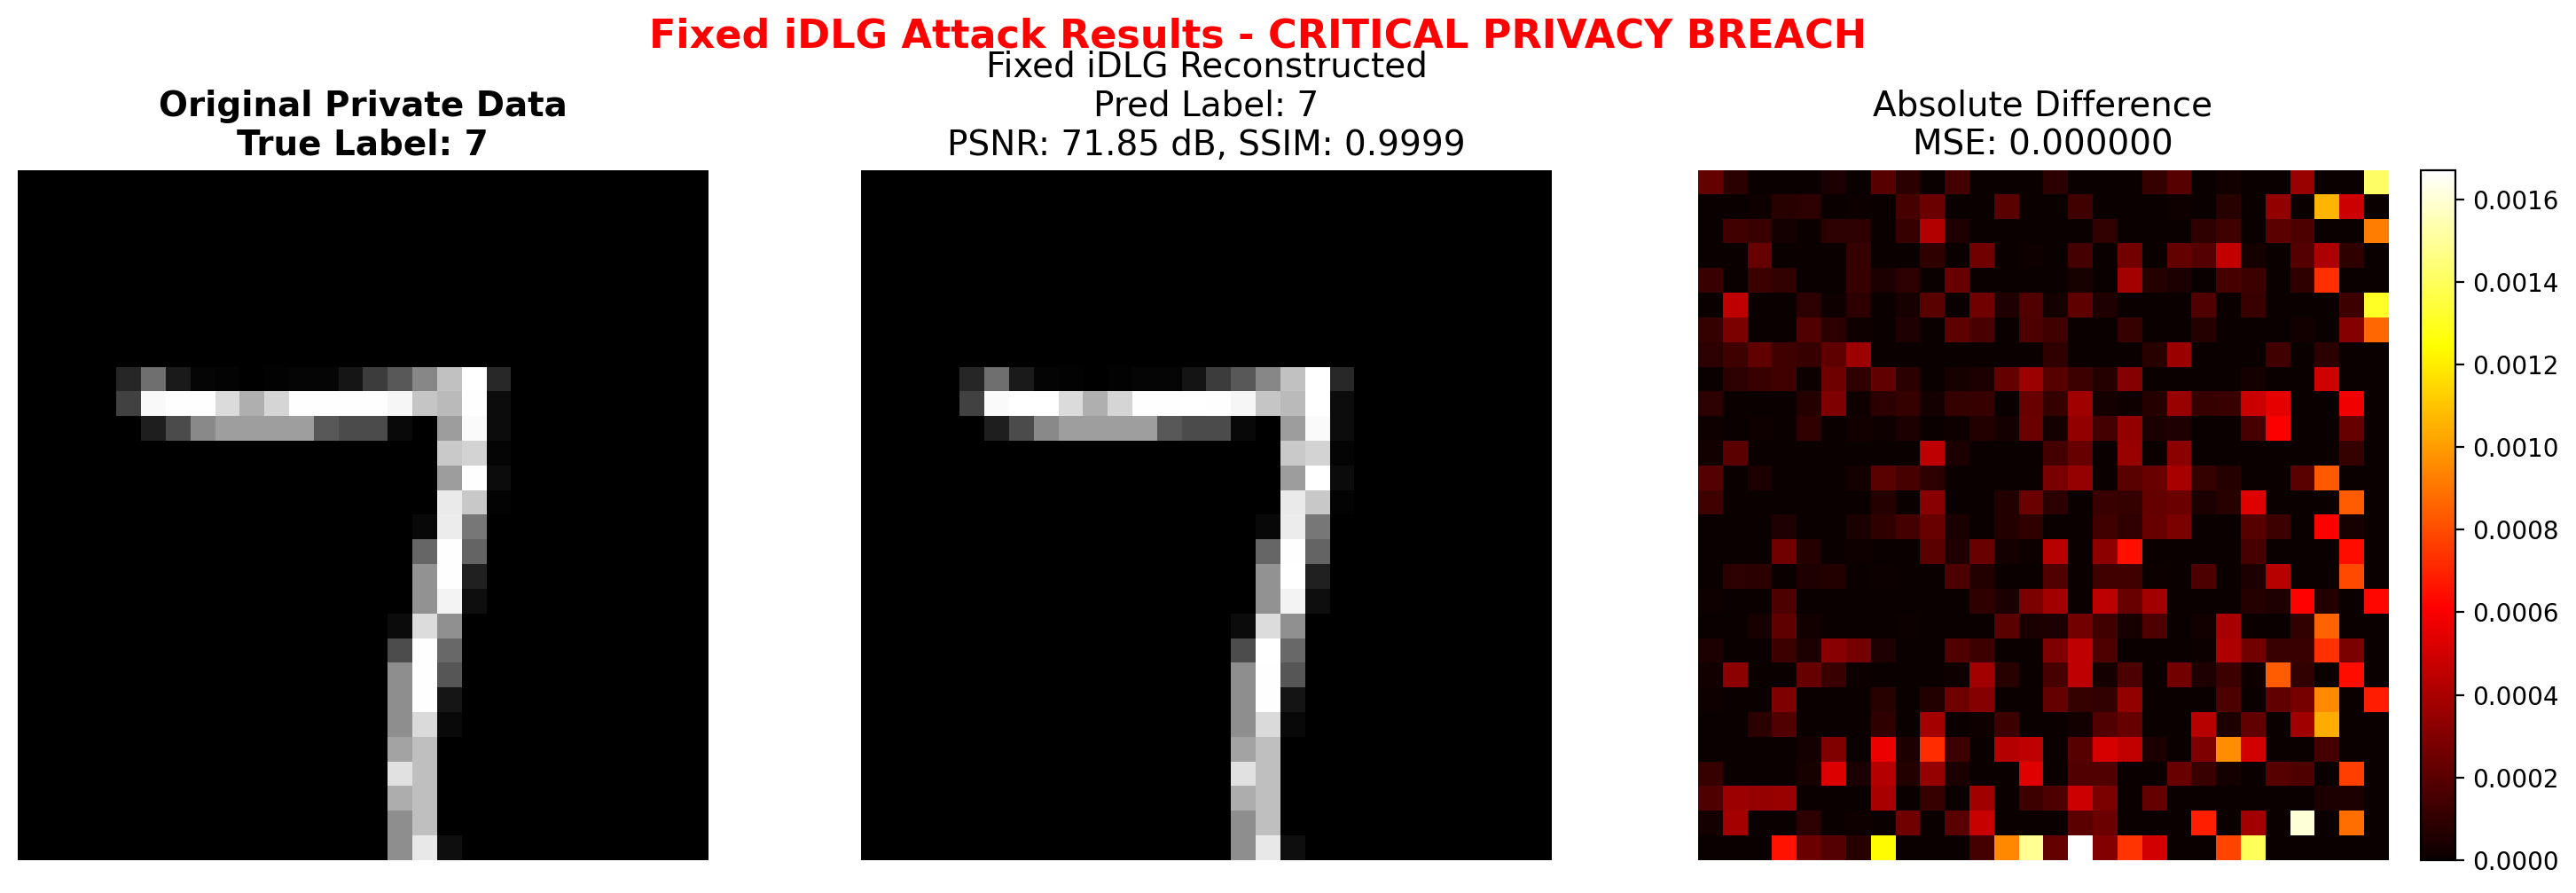 Fixed iDLG Attack Results - CRITICAL PRIVACY BREACH
Original Private Data
True Label: 7
Fixed iDLG Reconstructed
Pred Label: 7
PSNR: 71.85 dB, SSIM: 0.9999
Absolute Difference
MSE: 0.000000
0.0016
0.0014
0.0012
0.0010
0.0008
0.0006
0.0004
0.0002
0.0000
7
7